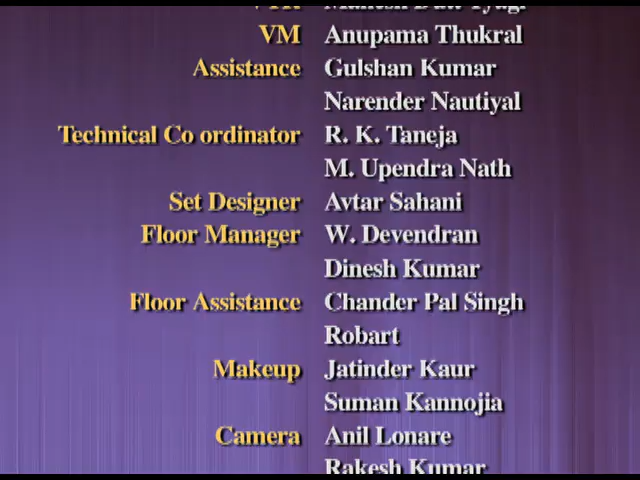 VM Anupama Thukral
Assistance Gulshan Kumar
Narender Nautiyal
Technical Co ordinator R. K. Taneja
M. Upendra Nath
Set Designer Avtar Sahani
Floor Manager W. Devendran
Dinesh Kumar
Floor Assistance Chander Pal Singh
Robart
Makeup Jatinder Kaur
Suman Kannojia
Camera Anil Lonare
Rakesh Kumar